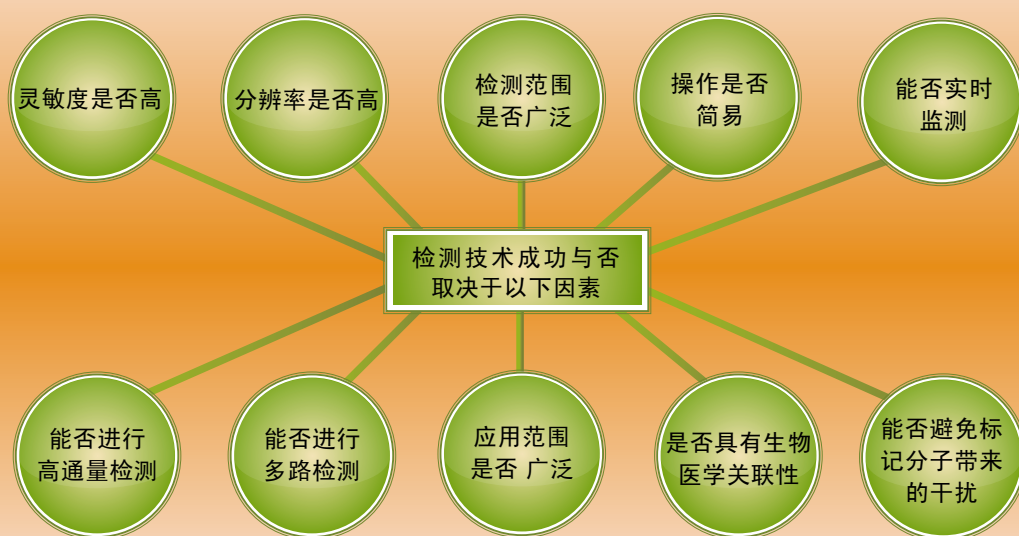 灵敏度是否高
分辨率是否高
检测范围
是否广泛
操作是否
简易
能否实时
监测
检测技术成功与否
取决于以下因素
能否进行
高通量检测
能否进行
多路检测
应用范围
是否 广泛
是否具有生物
医学关联性
能否避免标
记分子带来
的干扰